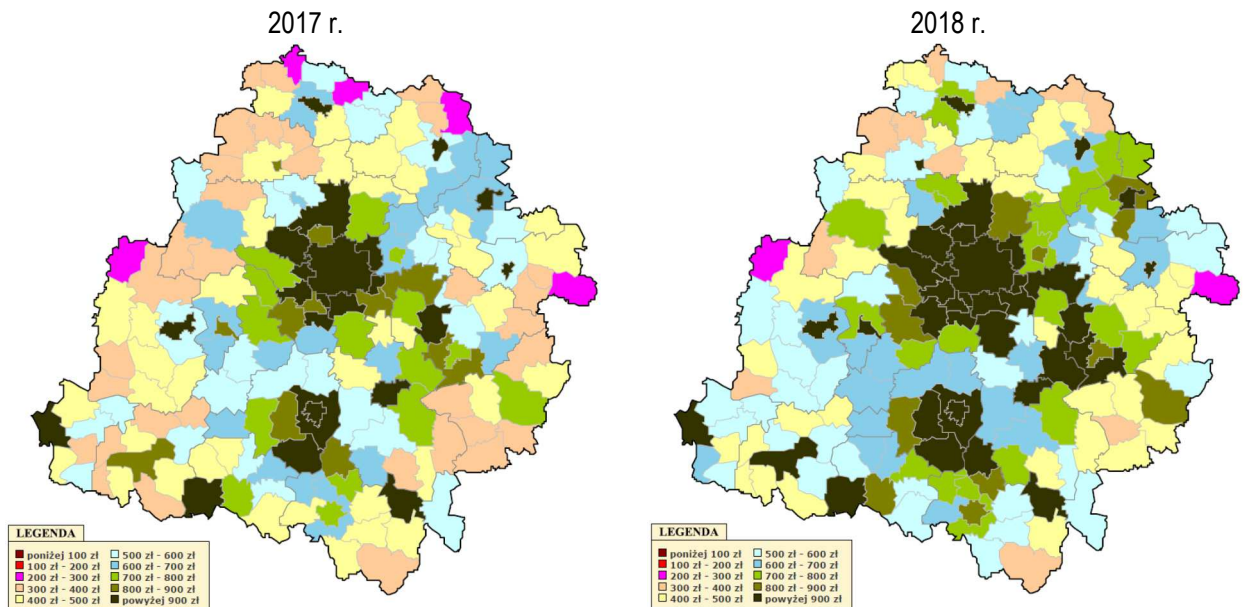 2017 r.
2018 r.
LEGENDA
poniżej 100 zł
100 zł - 200 zł
200 zł - 300 zł
300 zł - 400 zł
400 zł - 500 zł
500 zł - 600 zł
600 zł - 700 zł
700 zł - 800 zł
800 zł - 900 zł
powyżej 900 zł
LEGENDA
poniżej 100 zł
100 zł - 200 zł
200 zł - 300 zł
300 zł - 400 zł
400 zł - 500 zł
500 zł - 600 zł
600 zł - 700 zł
700 zł - 800 zł
800 zł - 900 zł
powyżej 900 zł